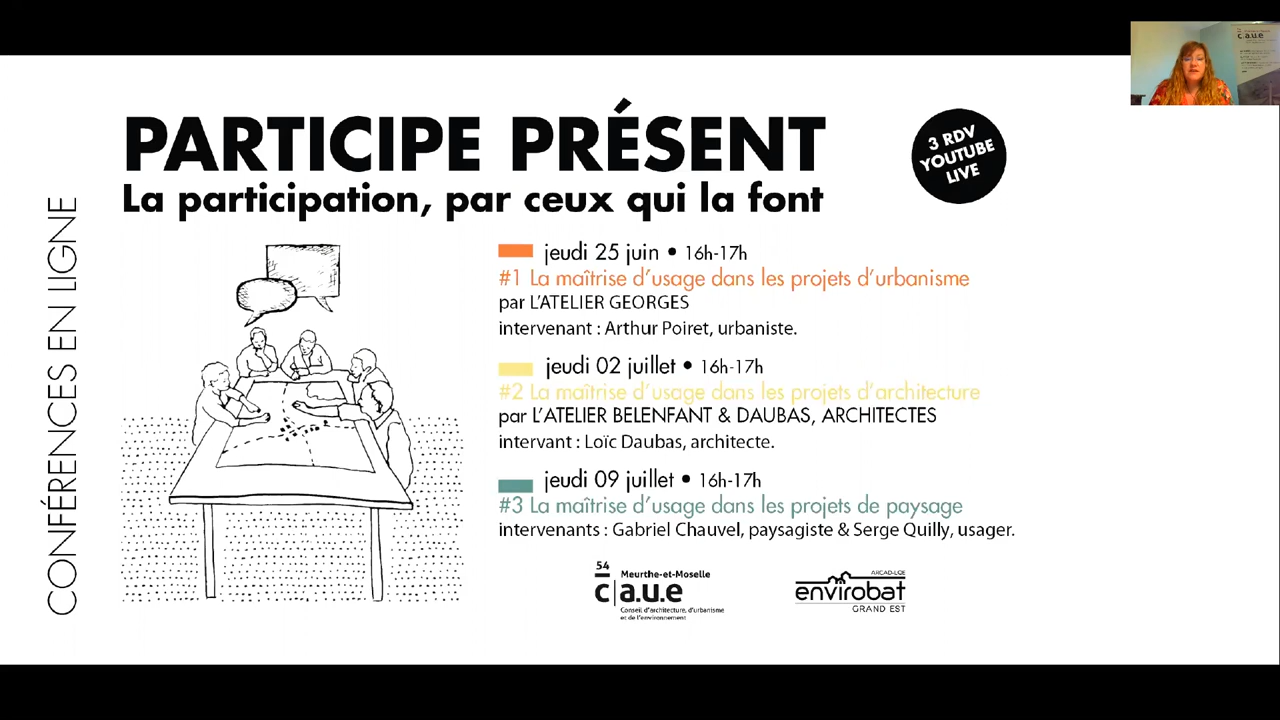 PARTICIPE PRÉSENT
La participation, par ceux qui la font
3 RDV
YOUTUBE
LIVE
CONFÉRENCES EN LIGNE
jeudi 25 juin • 16h-17h
#1 La maîtrise d'usage dans les projets d'urbanisme
par L'ATELIER GEORGES
intervenant : Arthur Poiret, urbaniste.
jeudi 02 juillet • 16h-17h
#2 La maîtrise d'usage dans les projets d'architecture
par L'ATELIER BELENFANT & DAUBAS, ARCHITECTES
intervant : Loïc Daubas, architecte.
jeudi 09 juillet • 16h-17h
#3 La maîtrise d'usage dans les projets de paysage
intervenants : Gabriel Chauvel, paysagiste & Serge Quilly, usager.
54
Meurthe-et-Moselle
c|a.u.e
Conseil d'architecture, d'urbanisme
et de l'environnement
ARCAD-LQE
envirobat
GRAND EST
c.a.u.e